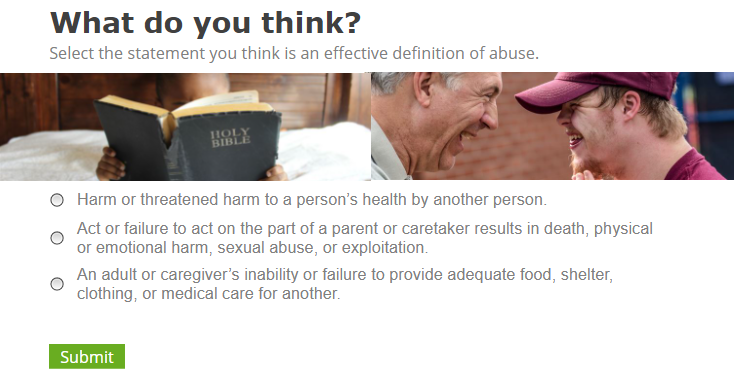 What do you think?
Select the statement you think is an effective definition of abuse.
HOLY
BIBLE
Harm or threatened harm to a person’s health by another person.
Act or failure to act on the part of a parent or caretaker results in death, physical
or emotional harm, sexual abuse, or exploitation.
An adult or caregiver’s inability or failure to provide adequate food, shelter,
clothing, or medical care for another.
Submit